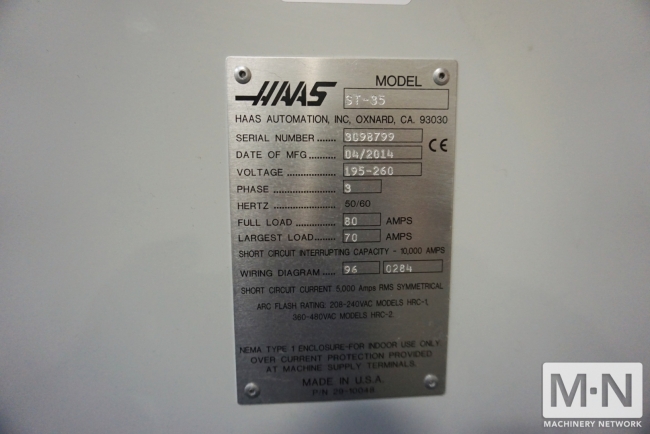 HAAS MODEL ST-35
HAAS AUTOMATION, INC, OXNARD, CA. 93030
SERIAL NUMBER ... 3098799 CE
DATE OF MFG ........... 04/2014
VOLTAGE ................. 195-260
PHASE ..................... 3
HERTZ ..................... 50/60
FULL LOAD ............. 80 AMPS
LARGEST LOAD....... 70 AMPS
SHORT CIRCUIT INTERRUPTING CAPACITY - 10,000 AMPS
WIRING DIAGRAM ..... 96 0284
SHORT CIRCUIT CURRENT 5,000 Amps RMS SYMMETRICAL
ARC FLASH RATING: 208-240VAC MODELS HRC-1,
360-480VAC MODELS HRC-2.
NEMA TYPE 1 ENCLOSURE-FOR INDOOR USE ONLY.
OVER CURRENT PROTECTION PROVIDED
AT MACHINE SUPPLY TERMINALS.
MADE IN U.S.A.
P/N 29-10046
M·N
MACHINERY NETWORK